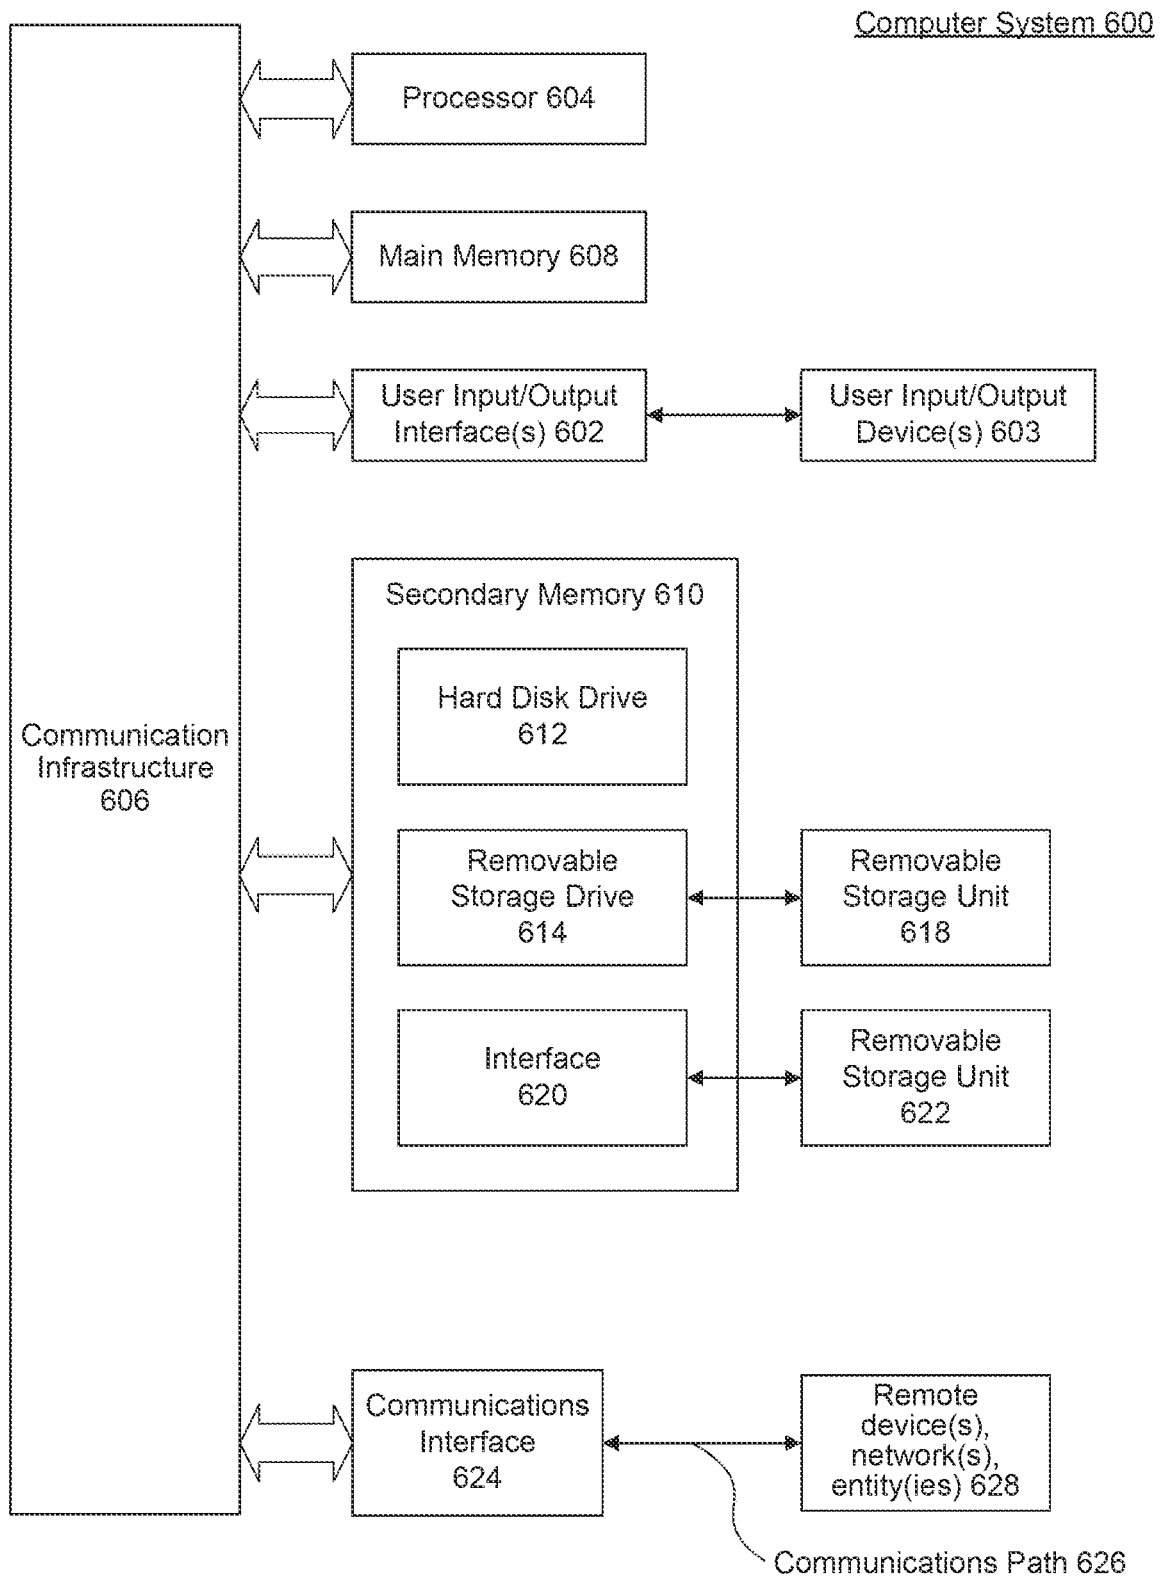 Computer System 600
Processor 604
Main Memory 608
User Input/Output
Interface(s) 602
User Input/Output
Device(s) 603
Secondary Memory 610
Hard Disk Drive
612
Communication
Infrastructure
606
Removable
Storage Drive
614
Removable
Storage Unit
618
Interface
620
Removable
Storage Unit
622
Communications
Interface
624
Remote
device(s),
network(s),
entity(ies) 628
Communications Path 626